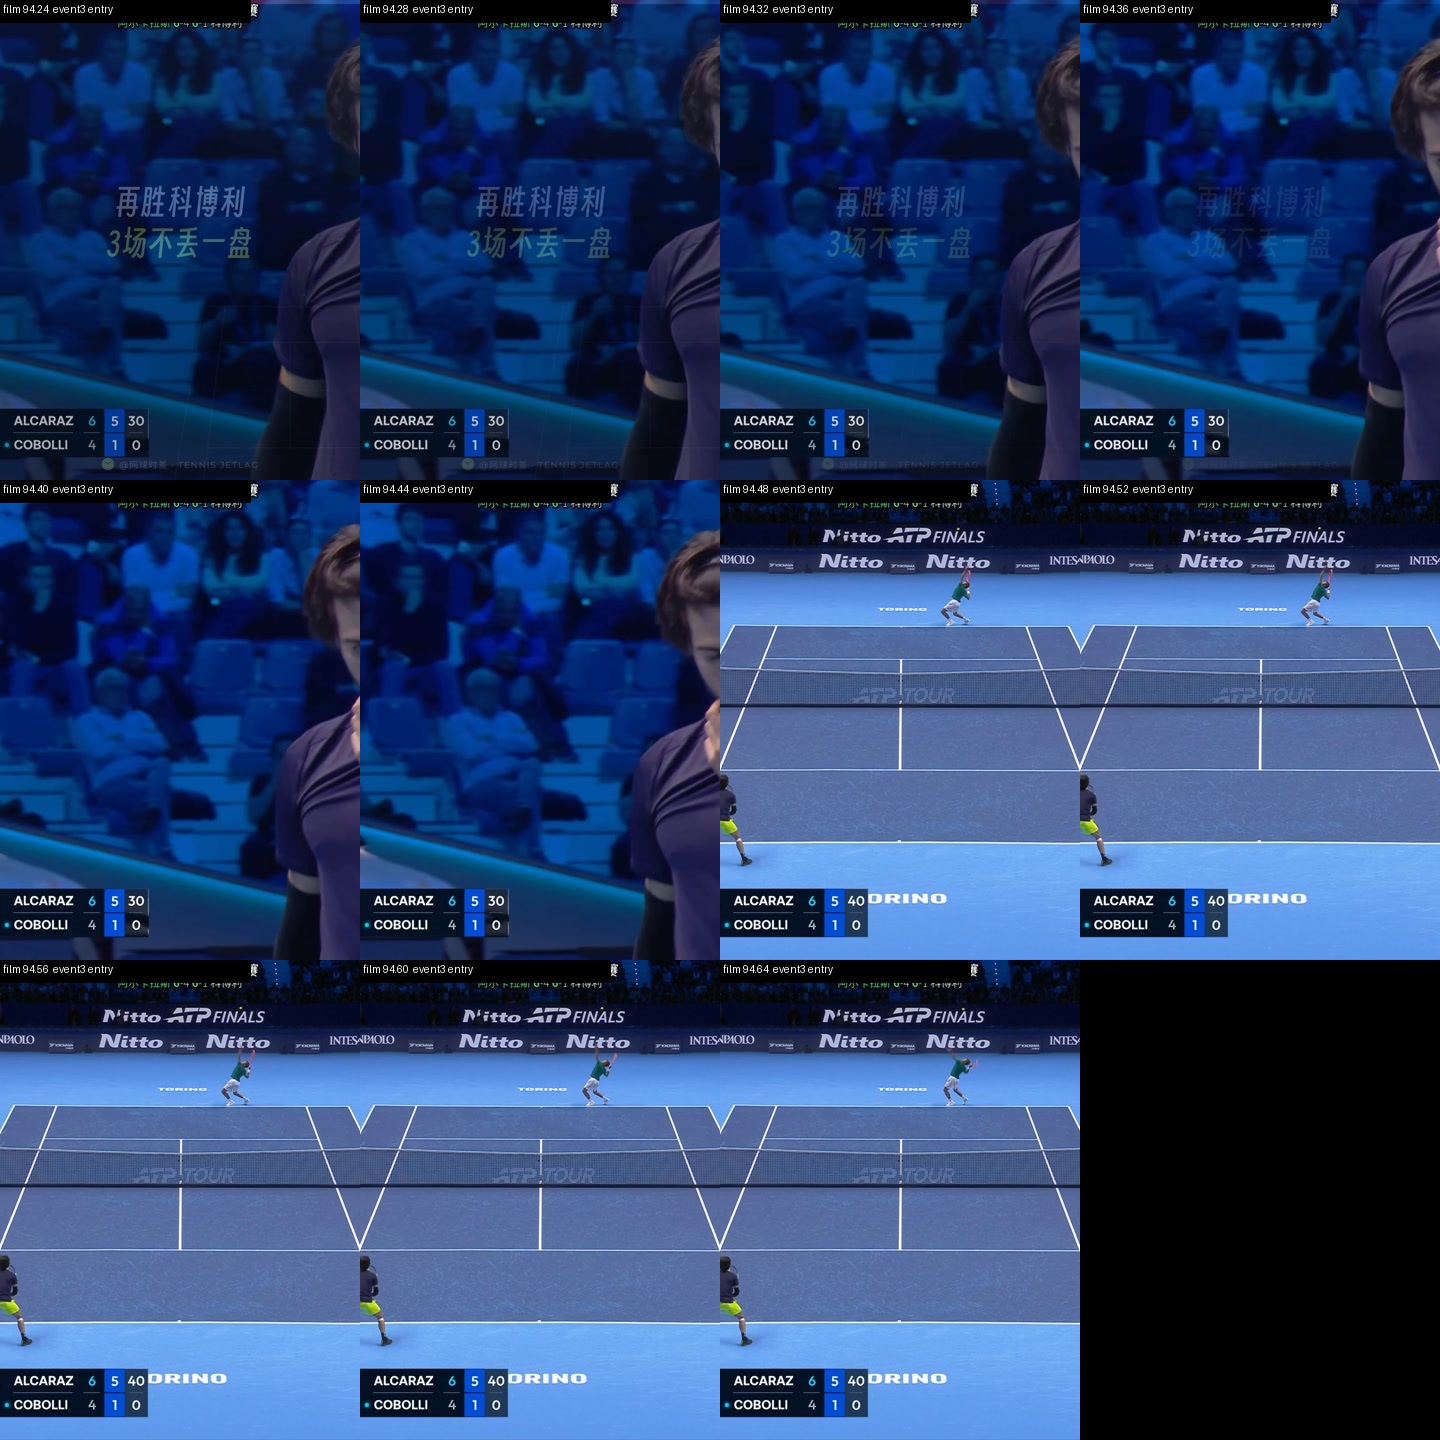 film 94.24 event3 entry
再胜科博利
3场不丢一盘
ALCARAZ 6 5 30
COBOLLI 4 1 0
TENNIS JETLAG
film 94.28 event3 entry
再胜科博利
3场不丢一盘
ALCARAZ 6 5 30
COBOLLI 4 1 0
TENNIS JETLAG
film 94.32 event3 entry
再胜科博利
3场不丢一盘
ALCARAZ 6 5 30
COBOLLI 4 1 0
film 94.36 event3 entry
再胜科博利
3场不丢一盘
ALCARAZ 6 5 30
COBOLLI 4 1 0
film 94.40 event3 entry
ALCARAZ 6 5 30
COBOLLI 4 1 0
film 94.44 event3 entry
ALCARAZ 6 5 30
COBOLLI 4 1 0
film 94.48 event3 entry
Nitto ATP FINALS
Nitto Nitto
TORINO
ATP TOUR
ALCARAZ 6 5 40
COBOLLI 4 1 0
film 94.52 event3 entry
Nitto ATP FINALS
Nitto Nitto
TORINO
ATP TOUR
ALCARAZ 6 5 40
COBOLLI 4 1 0
film 94.56 event3 entry
Nitto ATP FINALS
Nitto Nitto
TORINO
ATP TOUR
ALCARAZ 6 5 40
COBOLLI 4 1 0
film 94.60 event3 entry
Nitto ATP FINALS
Nitto Nitto
TORINO
ATP TOUR
ALCARAZ 6 5 40
COBOLLI 4 1 0
film 94.64 event3 entry
Nitto ATP FINALS
Nitto Nitto
TORINO
ATP TOUR
ALCARAZ 6 5 40
COBOLLI 4 1 0